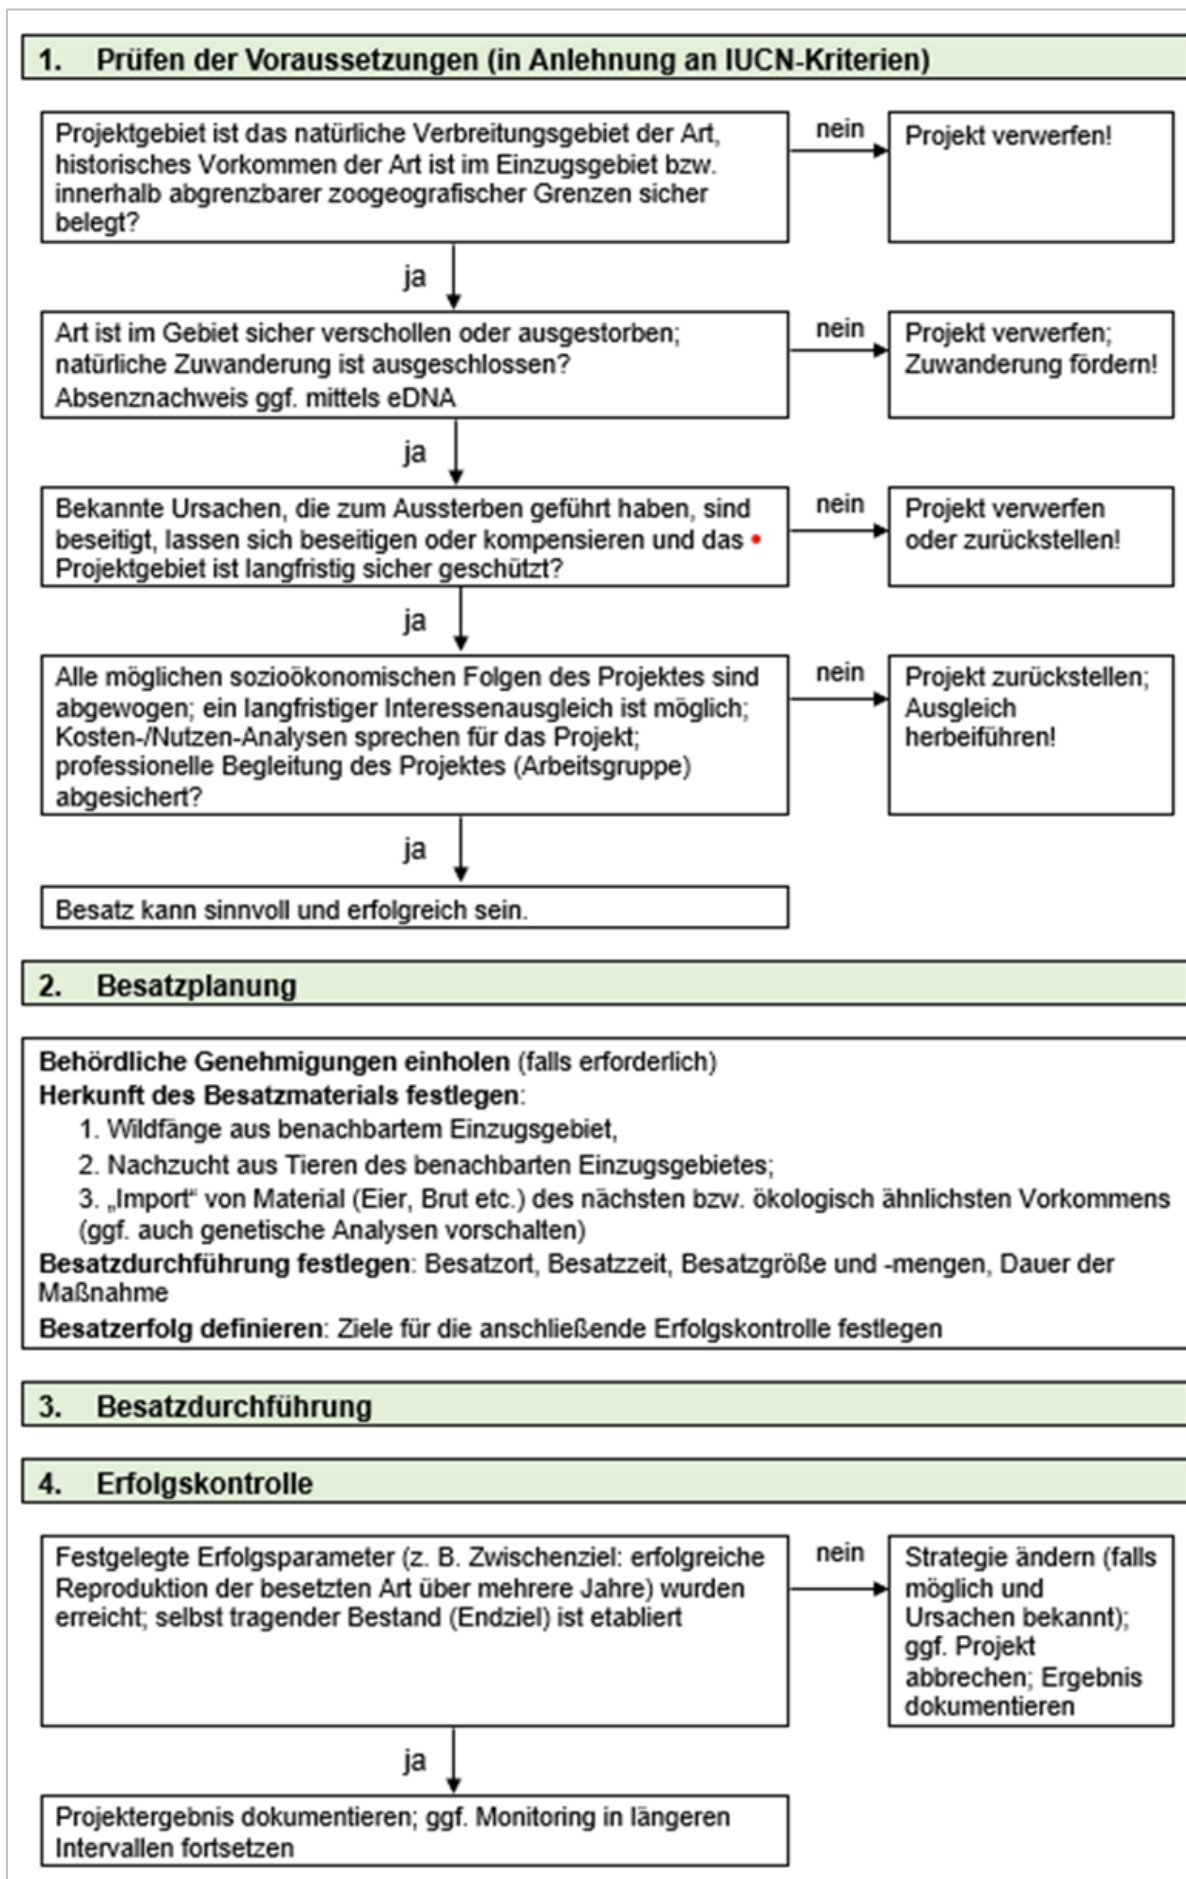 1. Prüfen der Voraussetzungen (in Anlehnung an IUCN-Kriterien)
Projektgebiet ist das natürliche Verbreitungsgebiet der Art,
historisches Vorkommen der Art ist im Einzugsgebiet bzw.
innerhalb abgrenzbarer zoogeografischer Grenzen sicher
belegt?
nein
Projekt verwerfen!
ja
Art ist im Gebiet sicher verschollen oder ausgestorben;
natürliche Zuwanderung ist ausgeschlossen?
Absenznachweis ggf. mittels eDNA
nein
Projekt verwerfen;
Zuwanderung fördern!
ja
Bekannte Ursachen, die zum Aussterben geführt haben, sind
beseitigt, lassen sich beseitigen oder kompensieren und das
Projektgebiet ist langfristig sicher geschützt?
nein
Projekt verwerfen
oder zurückstellen!
ja
Alle möglichen sozioökonomischen Folgen des Projektes sind
abgewogen; ein langfristiger Interessenausgleich ist möglich;
Kosten-/Nutzen-Analysen sprechen für das Projekt;
professionelle Begleitung des Projektes (Arbeitsgruppe)
abgesichert?
nein
Projekt zurückstellen;
Ausgleich
herbeiführen!
ja
Besatz kann sinnvoll und erfolgreich sein.
2. Besatzplanung
Behördliche Genehmigungen einholen (falls erforderlich)
Herkunft des Besatzmaterials festlegen:
1. Wildfänge aus benachbartem Einzugsgebiet,
2. Nachzucht aus Tieren des benachbarten Einzugsgebietes;
3. „Import“ von Material (Eier, Brut etc.) des nächsten bzw. ökologisch ähnlichsten Vorkommens
(ggf. auch genetische Analysen vorschalten)
Besatzdurchführung festlegen: Besatzort, Besatzzeit, Besatzgröße und -mengen, Dauer der
Maßnahme
Besatzerfolg definieren: Ziele für die anschließende Erfolgskontrolle festlegen
3. Besatzdurchführung
4. Erfolgskontrolle
Festgelegte Erfolgsparameter (z. B. Zwischenziel: erfolgreiche
Reproduktion der besetzten Art über mehrere Jahre) wurden
erreicht; selbst tragender Bestand (Endziel) ist etabliert
nein
Strategie ändern (falls
möglich und
Ursachen bekannt);
ggf. Projekt
abbrechen; Ergebnis
dokumentieren
ja
Projektergebnis dokumentieren; ggf. Monitoring in längeren
Intervallen fortsetzen